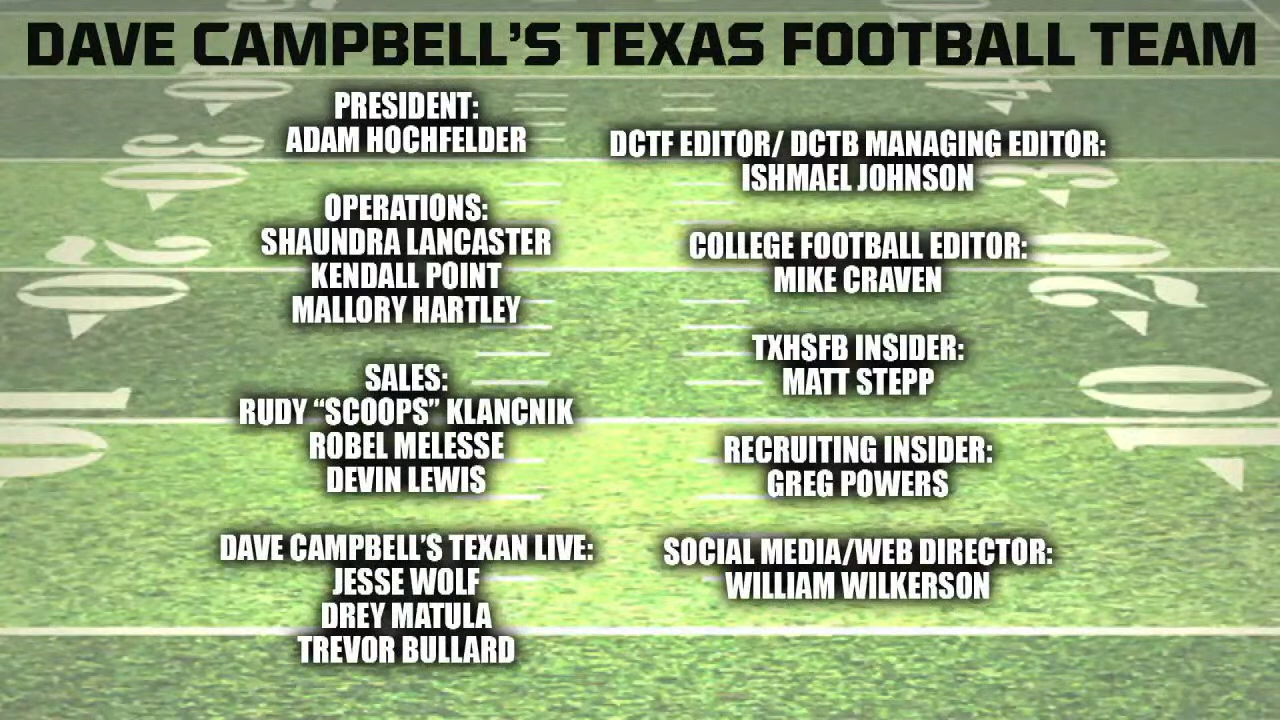 DAVE CAMPBELL'S TEXAS FOOTBALL TEAM
PRESIDENT:
ADAM HOCHFELDER
OPERATIONS:
SHAUNDRA LANCASTER
KENDALL POINT
MALLORY HARTLEY
SALES:
RUDY “SCOOPS” KLANCNIK
ROBEL MELESSE
DEVIN LEWIS
DAVE CAMPBELL'S TEXAN LIVE:
JESSE WOLF
DREY MATULA
TREVOR BULLARD
DCTF EDITOR/ DCTB MANAGING EDITOR:
ISHMAEL JOHNSON
COLLEGE FOOTBALL EDITOR:
MIKE CRAVEN
TXHSFB INSIDER:
MATT STEPP
RECRUITING INSIDER:
GREG POWERS
SOCIAL MEDIA/WEB DIRECTOR:
WILLIAM WILKERSON